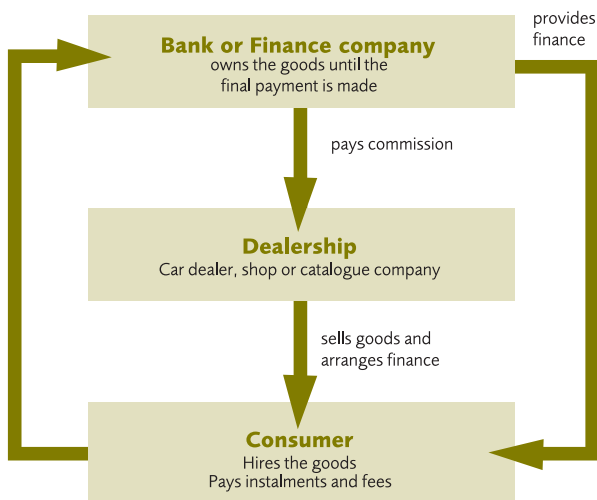 provides
finance
Bank or Finance company
owns the goods until the
final payment is made
pays commission
Dealership
Car dealer, shop or catalogue company
sells goods and
arranges finance
Consumer
Hires the goods
Pays instalments and fees